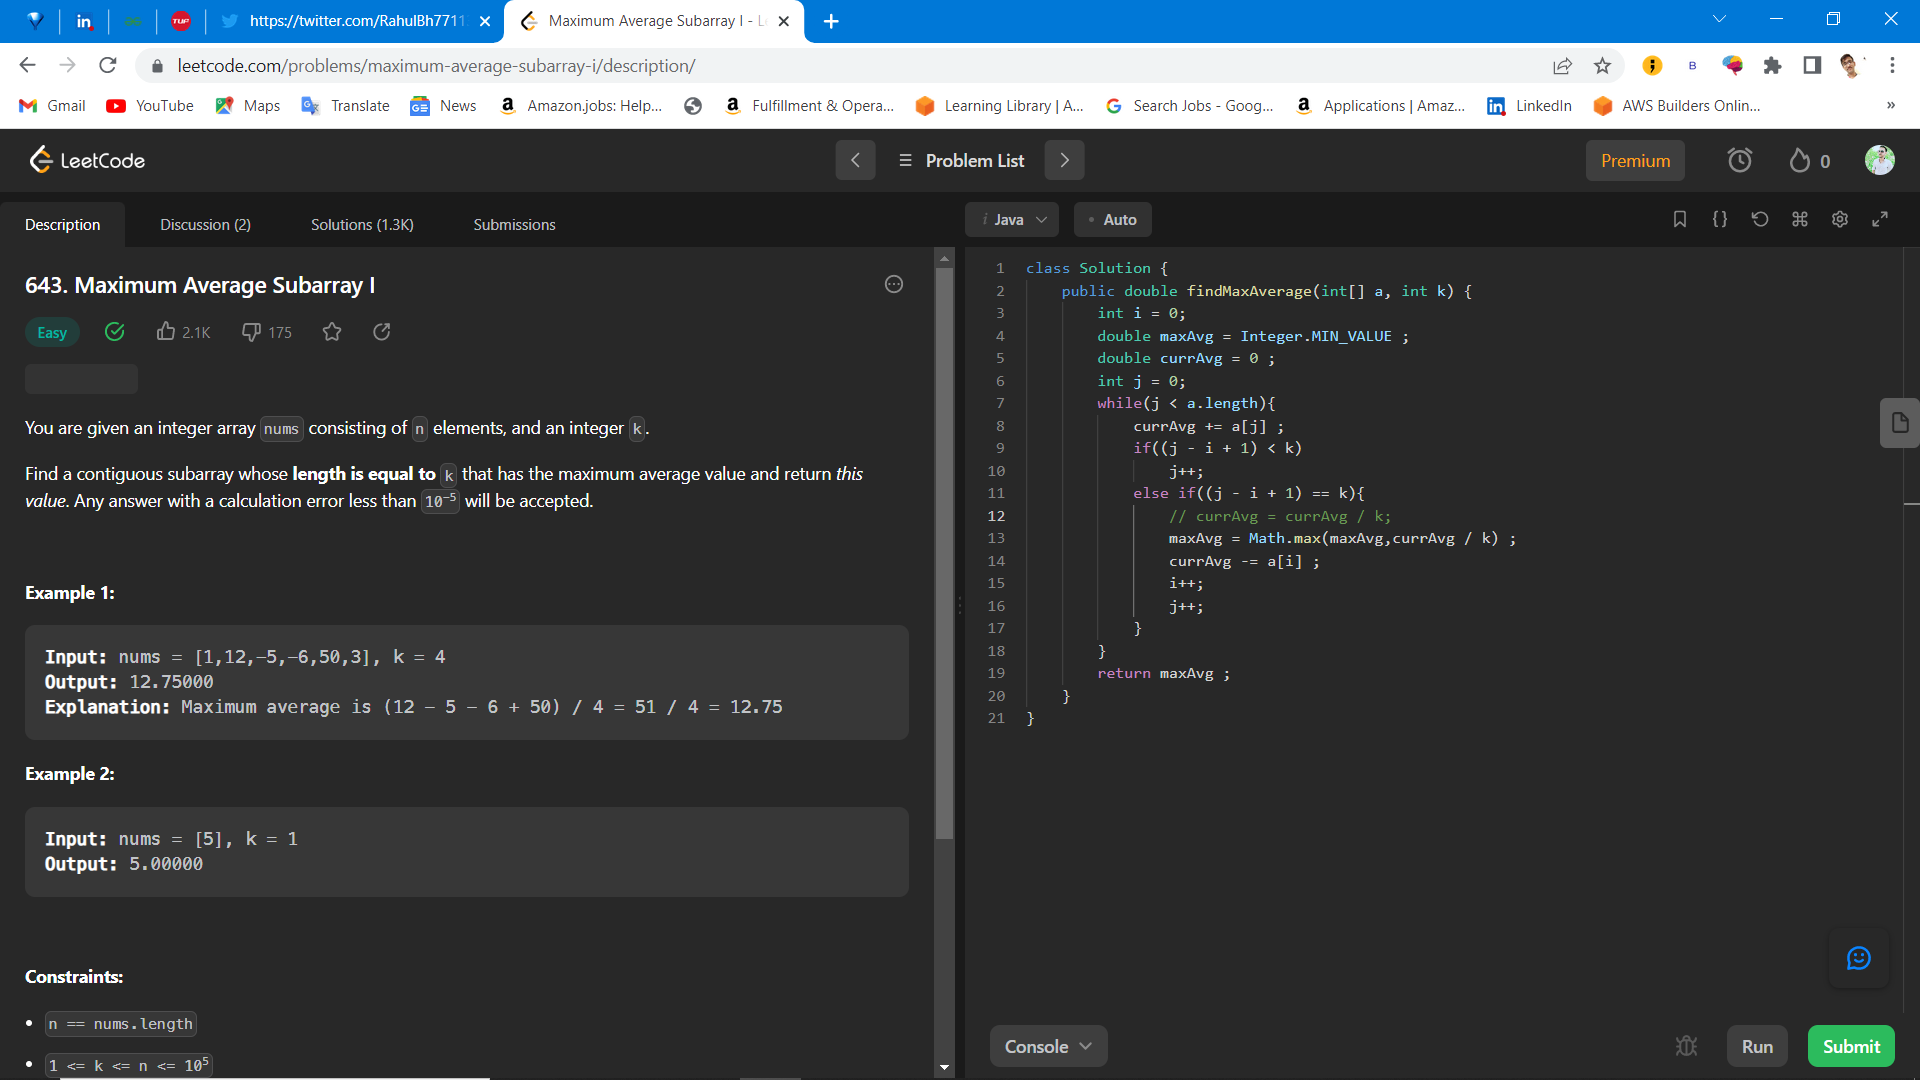 in
TUF
https://twitter.com/RahulBh7711
Maximum Average Subarray I - L
leetcode.com/problems/maximum-average-subarray-i/description/
B
Gmail
YouTube
Maps
Translate
News
Amazon.jobs: Help...
Fulfillment & Opera...
Learning Library | A...
Search Jobs - Goog...
Applications | Amaz...
LinkedIn
AWS Builders Onlin...
»
LeetCode
Problem List
Premium
0
Description
Discussion (2)
Solutions (1.3K)
Submissions
i Java
• Auto
643. Maximum Average Subarray I
Easy
2.1K
175
You are given an integer array nums consisting of n elements, and an integer k.
Find a contiguous subarray whose length is equal to k that has the maximum average value and return this
value. Any answer with a calculation error less than 10⁻⁵ will be accepted.
Example 1:
Input: nums = [1,12,-5,-6,50,3], k = 4
Output: 12.75000
Explanation: Maximum average is (12 - 5 - 6 + 50) / 4 = 51 / 4 = 12.75
Example 2:
Input: nums = [5], k = 1
Output: 5.00000
Constraints:
• n == nums.length
• 1 <= k <= n <= 10⁵
1 class Solution {
2 public double findMaxAverage(int[] a, int k) {
3 int i = 0;
4 double maxAvg = Integer.MIN_VALUE ;
5 double currAvg = 0 ;
6 int j = 0;
7 while(j < a.length){
8 currAvg += a[j] ;
9 if((j - i + 1) < k)
10 j++;
11 else if((j - i + 1) == k){
12 // currAvg = currAvg / k;
13 maxAvg = Math.max(maxAvg,currAvg / k) ;
14 currAvg -= a[i] ;
15 i++;
16 j++;
17 }
18 }
19 return maxAvg ;
20 }
21 }
Console
Run
Submit